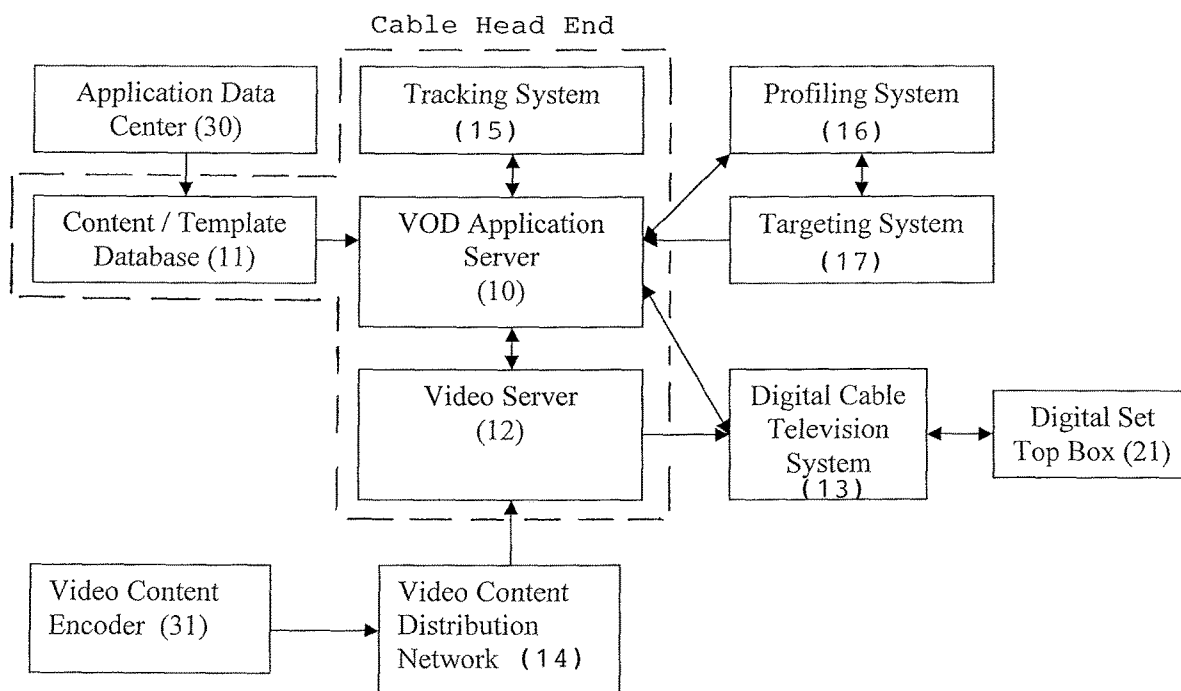 Cable Head End
Application Data
Center (30)
Tracking System
(15)
Profiling System
(16)
Content / Template
Database (11)
VOD Application
Server
(10)
Targeting System
(17)
Video Server
(12)
Digital Cable
Television
System
(13)
Digital Set
Top Box (21)
Video Content
Encoder (31)
Video Content
Distribution
Network (14)